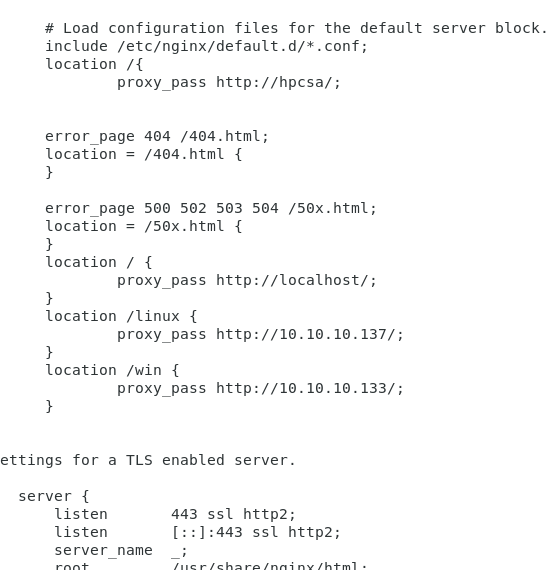 # Load configuration files for the default server block.
include /etc/nginx/default.d/*.conf;
location /{
proxy_pass http://hpcsa/;
error_page 404 /404.html;
location = /404.html {
}
error_page 500 502 503 504 /50x.html;
location = /50x.html {
}
location / {
proxy_pass http://localhost/;
}
location /linux {
proxy_pass http://10.10.10.137/;
}
location /win {
proxy_pass http://10.10.10.133/;
}
ettings for a TLS enabled server.
server {
listen 443 ssl http2;
listen [::]:443 ssl http2;
server_name _;
root /usr/share/nginx/html;